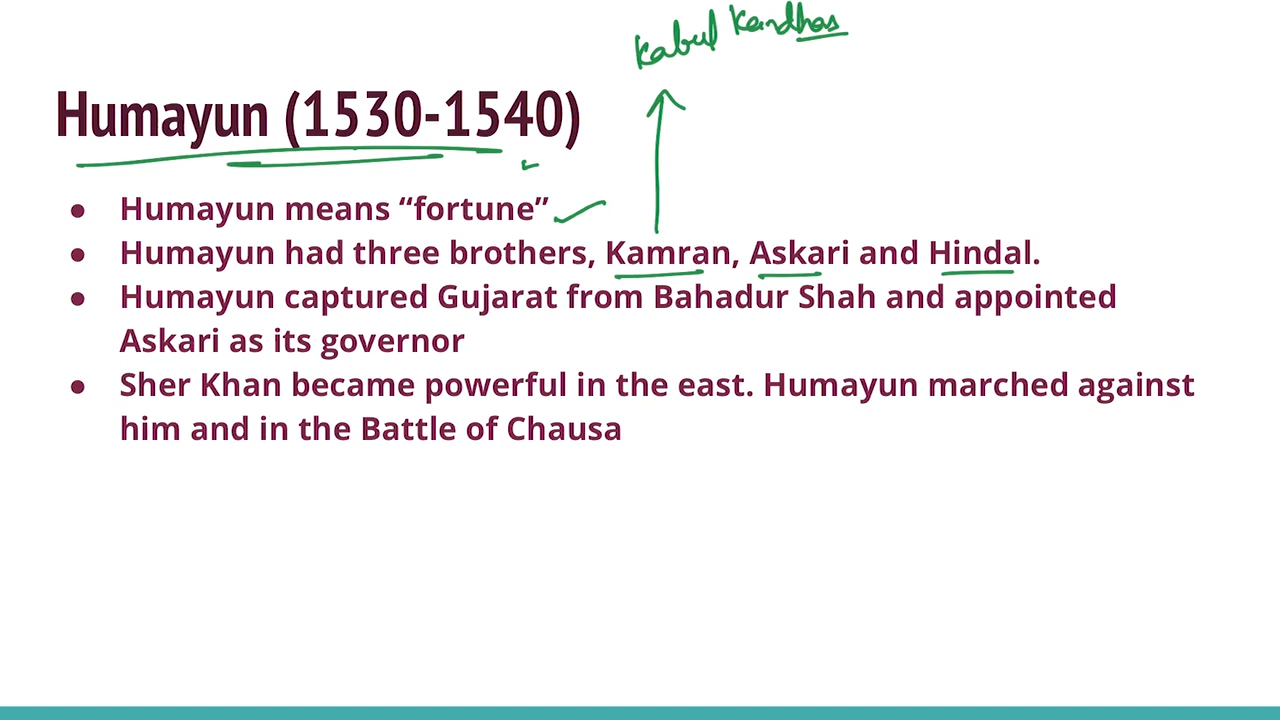 Kabul Kandhar
Humayun (1530-1540)
● Humayun means “fortune”
● Humayun had three brothers, Kamran, Askari and Hindal.
● Humayun captured Gujarat from Bahadur Shah and appointed
Askari as its governor
● Sher Khan became powerful in the east. Humayun marched against
him and in the Battle of Chausa